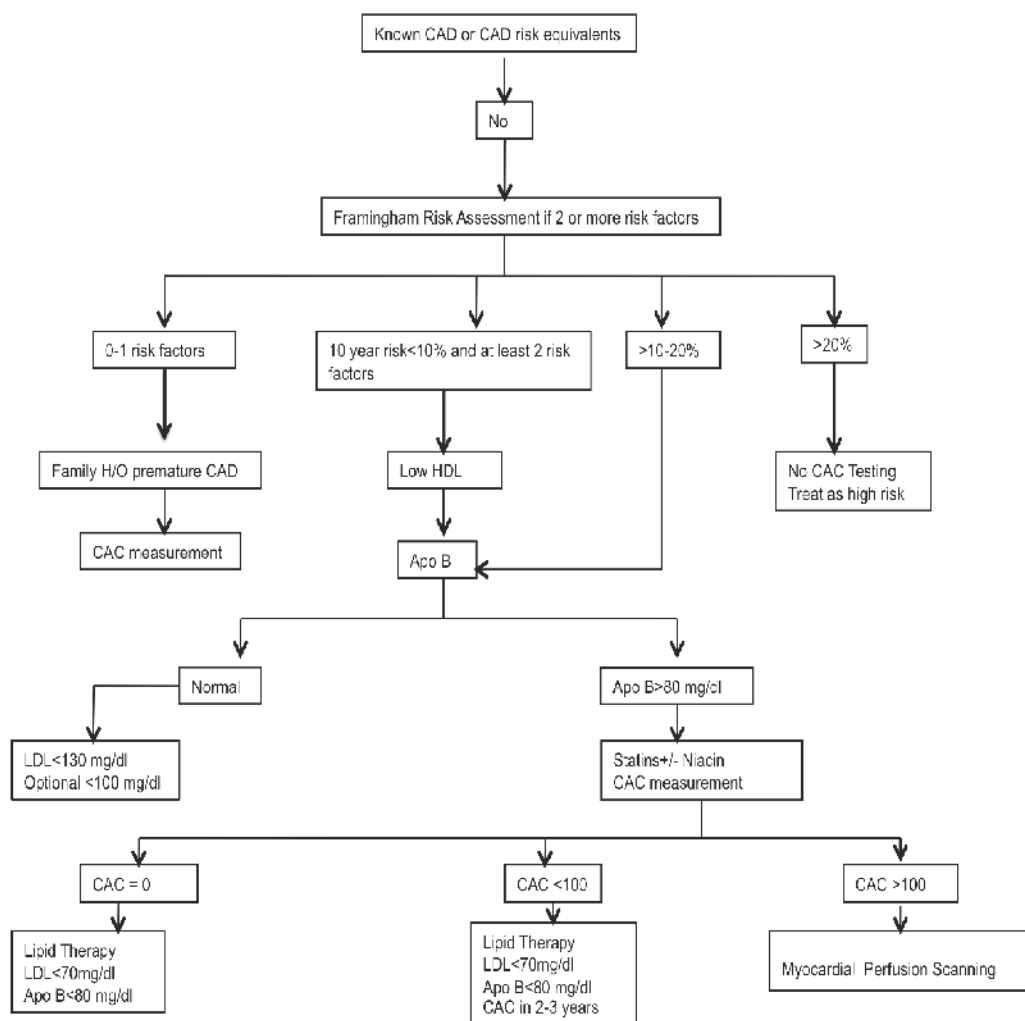 Known CAD or CAD risk equivalents
No
Framingham Risk Assessment if 2 or more risk factors
0-1 risk factors
10 year risk<10% and at least 2 risk
factors
>10-20%
>20%
Family H/O premature CAD
Low HDL
No CAC Testing
Treat as high risk
CAC measurement
Apo B
Normal
Apo B>80 mg/dl
LDL<130 mg/dl
Optional <100 mg/dl
Statins+/- Niacin
CAC measurement
CAC = 0
CAC <100
CAC >100
Lipid Therapy
LDL<70mg/dl
Apo B<80 mg/dl
Lipid Therapy
LDL<70mg/dl
Apo B<80 mg/dl
CAC in 2-3 years
Myocardial Perfusion Scanning